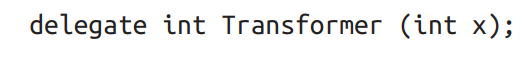 delegate int Transformer (int x);